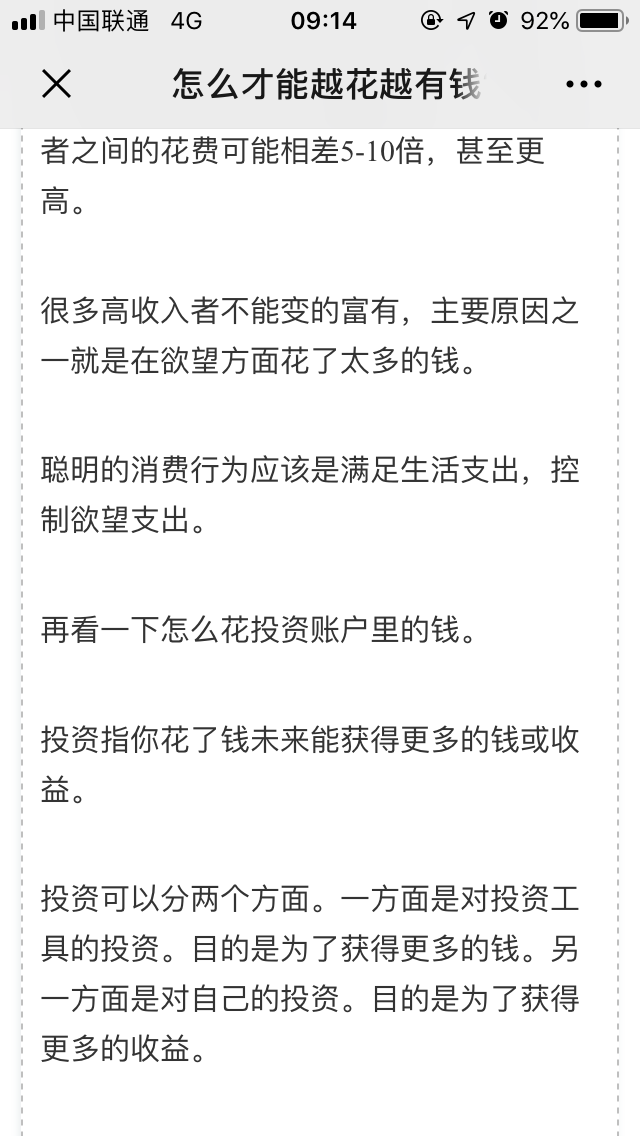 中国联通 4G 09:14 92%
怎么才能越花越有钱
者之间的花费可能相差5-10倍，甚至更
高。
很多高收入者不能变的富有，主要原因之
一就是在欲望方面花了太多的钱。
聪明的消费行为应该是满足生活支出，控
制欲望支出。
再看一下怎么花投资账户里的钱。
投资指你花了钱未来能获得更多的钱或收
益。
投资可以分两个方面。一方面是对投资工
具的投资。目的是为了获得更多的钱。另
一方面是对自己的投资。目的是为了获得
更多的收益。